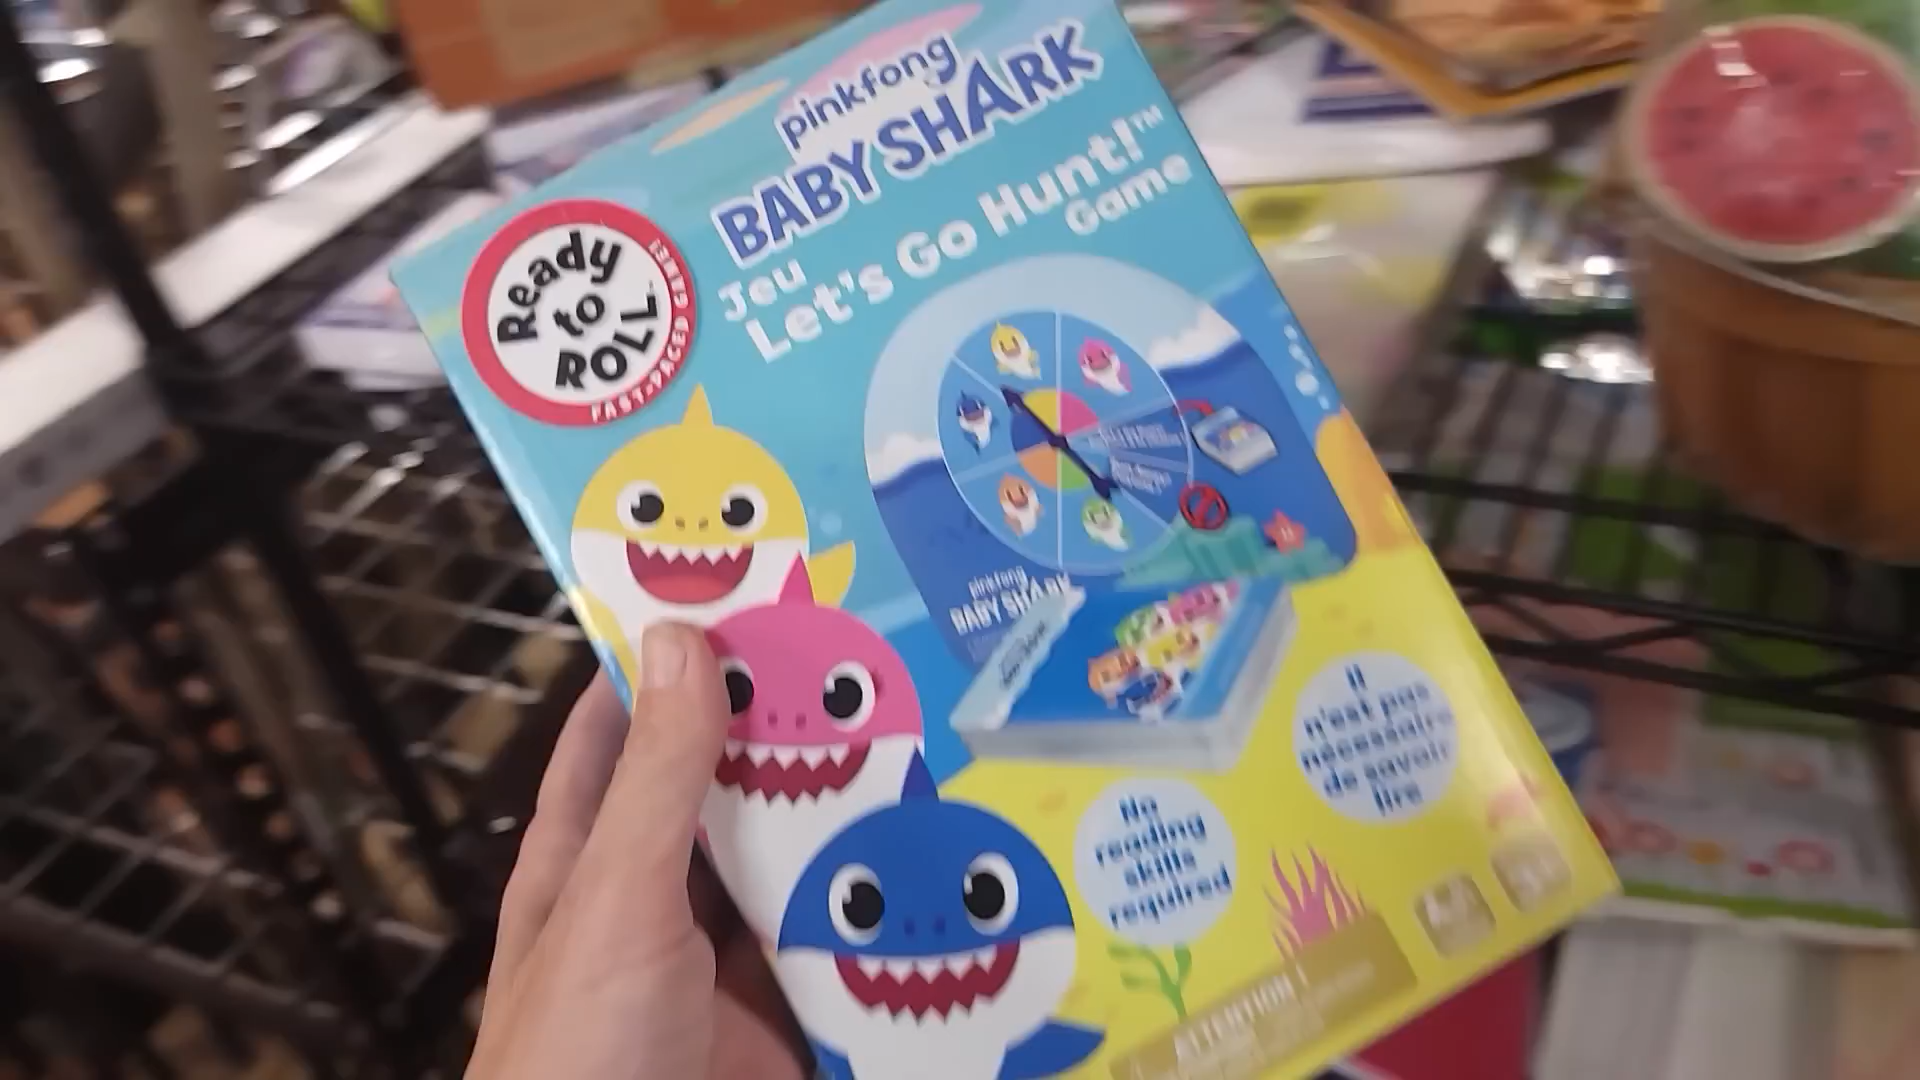 pinkfong
BABY SHARK
Jeu
Let's Go Hunt!™
Game
Ready
to
ROLL
FAST-PACED GAME!
pinkfong
BABY SHARK
No
reading
skills
required
Il
n'est pas
nécessaire
de savoir
lire
ATTENTION !